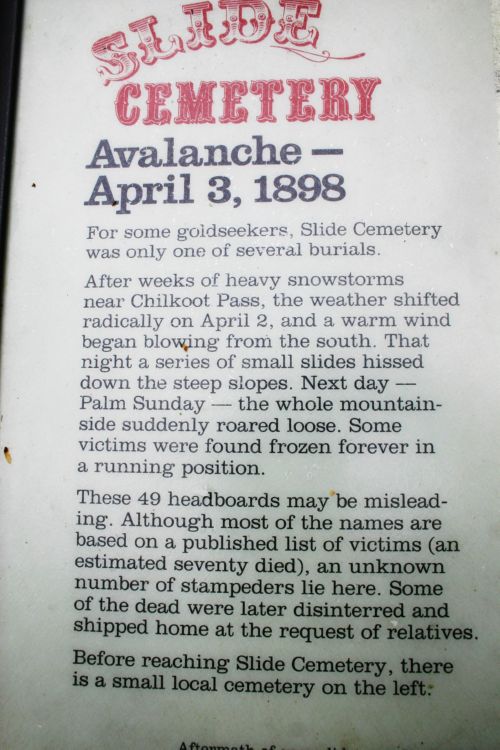 SLIDE
CEMETERY
Avalanche —
April 3, 1898
For some goldseekers, Slide Cemetery
was only one of several burials.
After weeks of heavy snowstorms
near Chilkoot Pass, the weather shifted
radically on April 2, and a warm wind
began blowing from the south. That
night a series of small slides hissed
down the steep slopes. Next day —
Palm Sunday — the whole mountain-
side suddenly roared loose. Some
victims were found frozen forever in
a running position.
These 49 headboards may be mislead-
ing. Although most of the names are
based on a published list of victims (an
estimated seventy died), an unknown
number of stampeders lie here. Some
of the dead were later disinterred and
shipped home at the request of relatives.
Before reaching Slide Cemetery, there
is a small local cemetery on the left.
Aftermath of